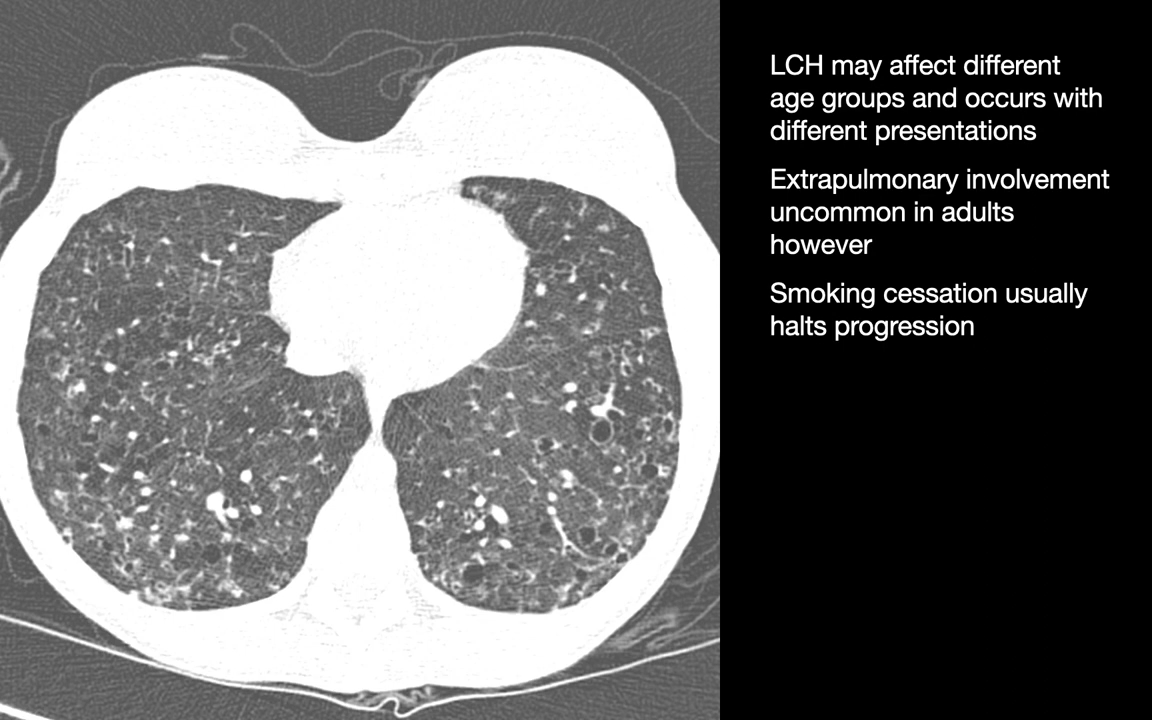 LCH may affect different
age groups and occurs with
different presentations
Extrapulmonary involvement
uncommon in adults
however
Smoking cessation usually
halts progression